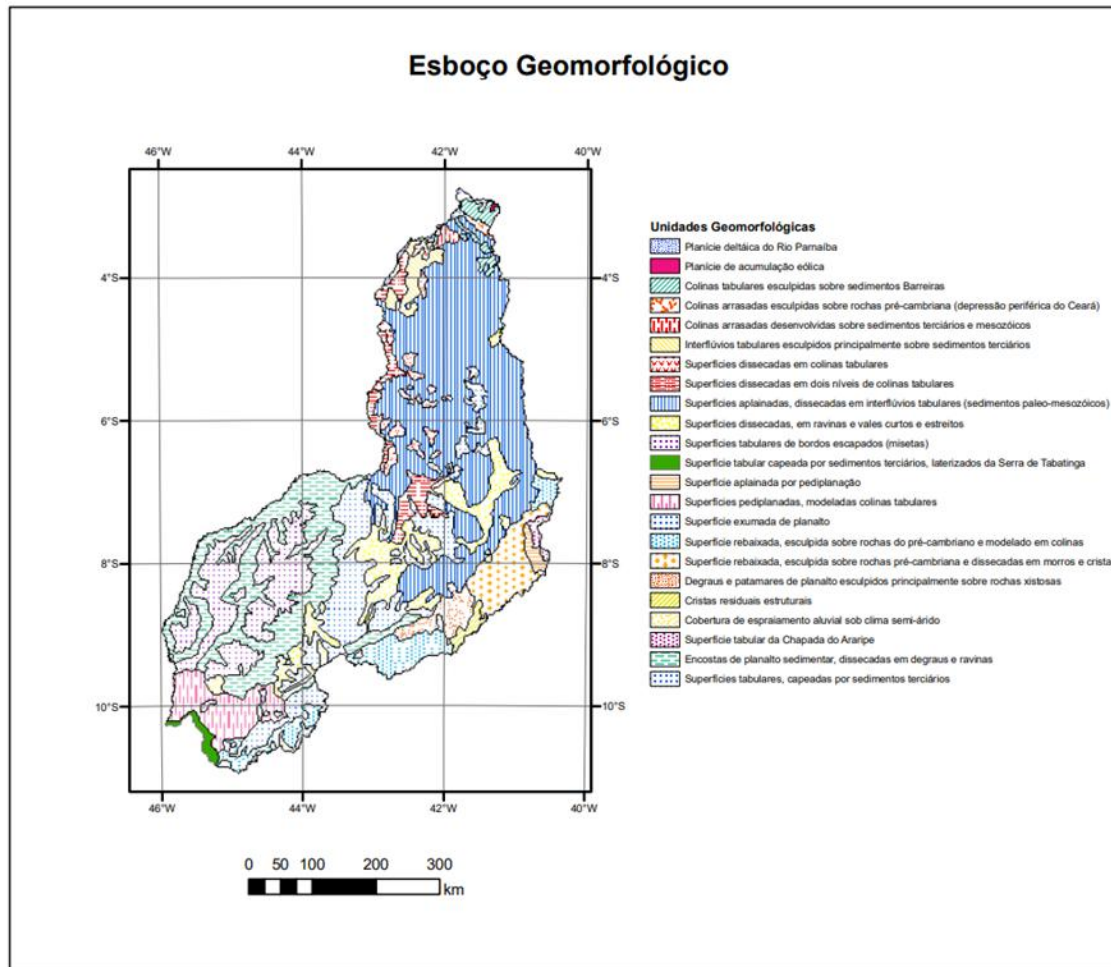 Esboço Geomorfológico
46°W 44°W 42°W 40°W
Unidades Geomorfológicas
Planície deltáica do Rio Parnaíba
Planície de acumulação eólica
4°S 4°S
Colinas tabulares esculpidas sobre sedimentos Barreiras
Colinas arrasadas esculpidas sobre rochas pré-cambriana (depressão periférica do Ceará)
Colinas arrasadas desenvolvidas sobre sedimentos terciários e mesozóicos
Interflúvios tabulares esculpidos principalmente sobre sedimentos terciários
Superfícies dissecadas em colinas tabulares
Superfícies dissecadas em dois níveis de colinas tabulares
Superfícies aplainadas, dissecadas em interflúvios tabulares (sedimentos paleo-mesozóicos)
6°S 6°S
Superfícies dissecadas, em ravinas e vales curtos e estreitos
Superfícies tabulares de bordos escapados (misetas)
Superfície tabular capeada por sedimentos terciários, laterizados da Serra de Tabatinga
Superfície aplainada por pediplanação
Superfícies pediplanadas, modeladas colinas tabulares
Superfície exumada de planalto
Superfície rebaixada, esculpida sobre rochas do pré-cambriano e modelado em colinas
8°S 8°S
Superfície rebaixada, esculpida sobre rochas pré-cambriana e dissecadas em morros e crista
Degraus e patamares de planalto esculpidos principalmente sobre rochas xistosas
Cristas residuais estruturais
Cobertura de espraiamento aluvial sob clima semi-árido
Superfície tabular da Chapada do Araripe
Encostas de planalto sedimentar, dissecadas em degraus e ravinas
Superfícies tabulares, capeadas por sedimentos terciários
10°S 10°S
46°W 44°W 42°W 40°W
0 50 100 200 300
km